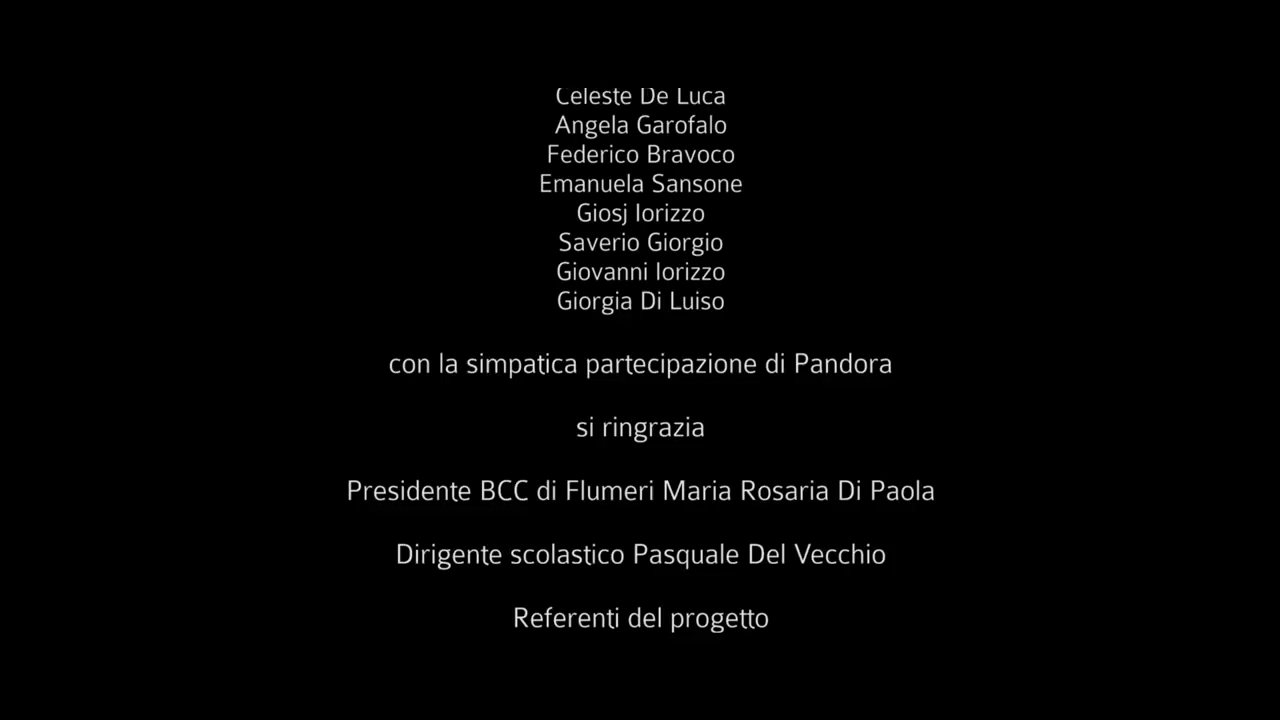 Celeste De Luca
Angela Garofalo
Federico Bravoco
Emanuela Sansone
Giosj Iorizzo
Saverio Giorgio
Giovanni Iorizzo
Giorgia Di Luiso
con la simpatica partecipazione di Pandora
si ringrazia
Presidente BCC di Flumeri Maria Rosaria Di Paola
Dirigente scolastico Pasquale Del Vecchio
Referenti del progetto